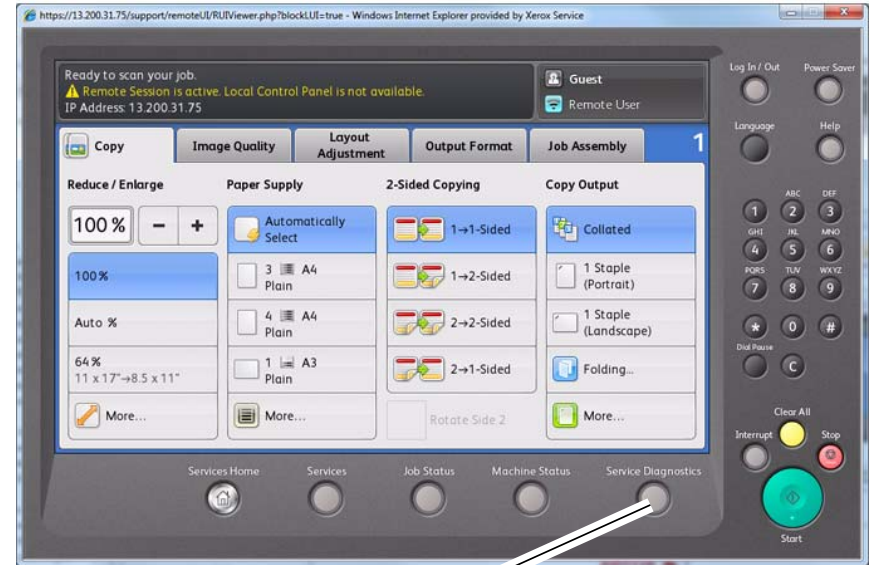 https://13.200.31.75/support/remoteUI/RUIViewer.php?blockLUI=true - Windows Internet Explorer provided by Xerox Service
Ready to scan your job.
Remote Session is active. Local Control Panel is not available.
IP Address: 13.200.31.75
Guest
Remote User
Log In / Out
Power Saver
Language
Help
Copy
Image Quality
Layout
Adjustment
Output Format
Job Assembly
1
Reduce / Enlarge
100 %
−
+
100 %
Auto %
64 %
11 x 17"→8.5 x 11"
More...
Paper Supply
Automatically
Select
3 A4
Plain
4 A4
Plain
1 A3
Plain
More...
2-Sided Copying
1→1-Sided
1→2-Sided
2→2-Sided
2→1-Sided
Rotate Side 2
Copy Output
Collated
1 Staple
(Portrait)
1 Staple
(Landscape)
Folding...
More...
ABC DEF
1 2 3
GHI JKL MNO
4 5 6
PQRS TUV WXYZ
7 8 9
* 0 #
Dial Pause
C
Clear All
Interrupt
Stop
Start
Services Home
Services
Job Status
Machine Status
Service Diagnostics